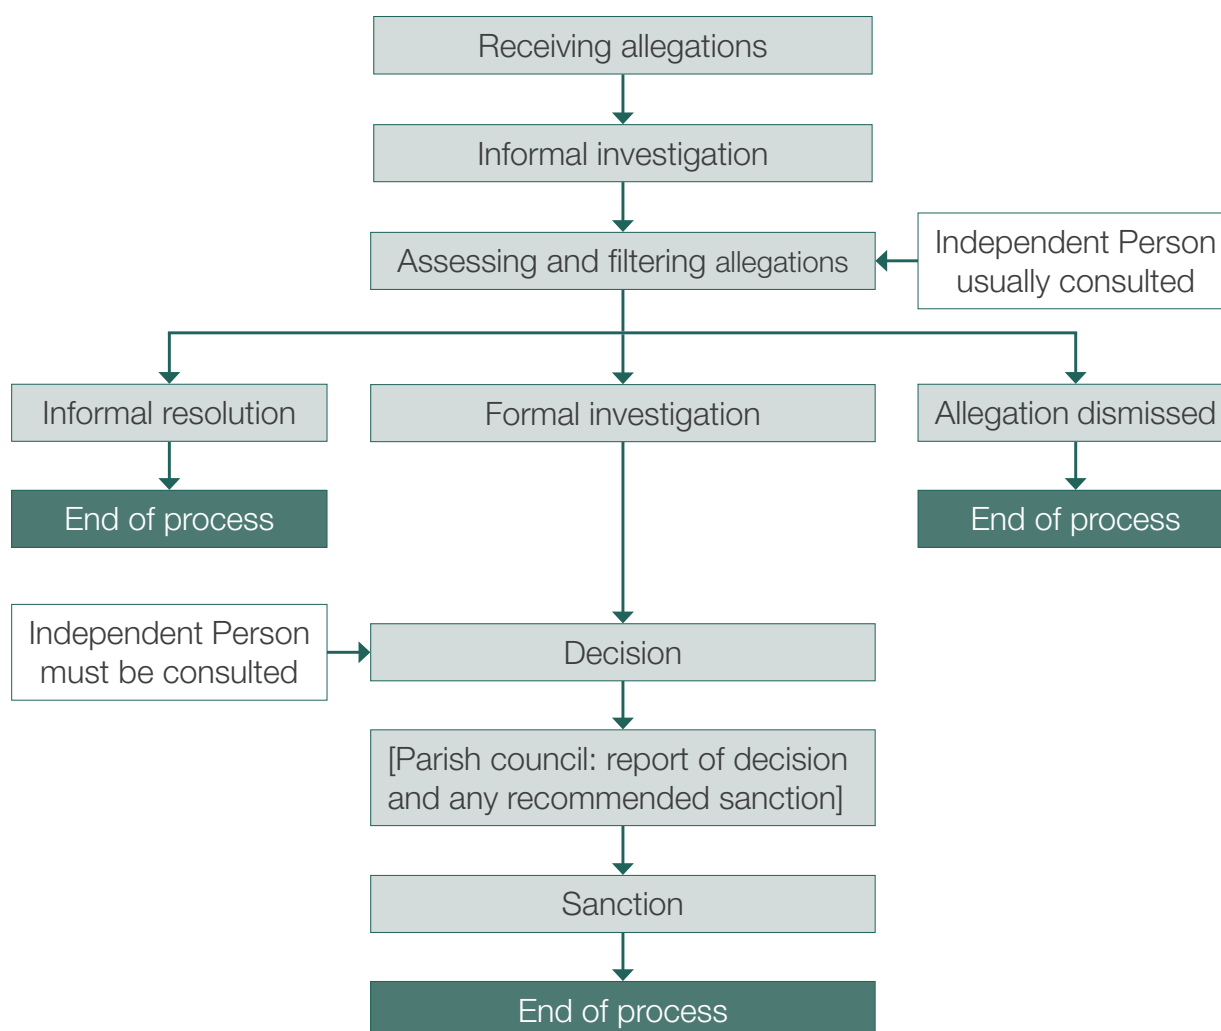 Receiving allegations
Informal investigation
Assessing and filtering allegations
Independent Person
usually consulted
Informal resolution
Formal investigation
Allegation dismissed
End of process
End of process
Independent Person
must be consulted
Decision
[Parish council: report of decision
and any recommended sanction]
Sanction
End of process